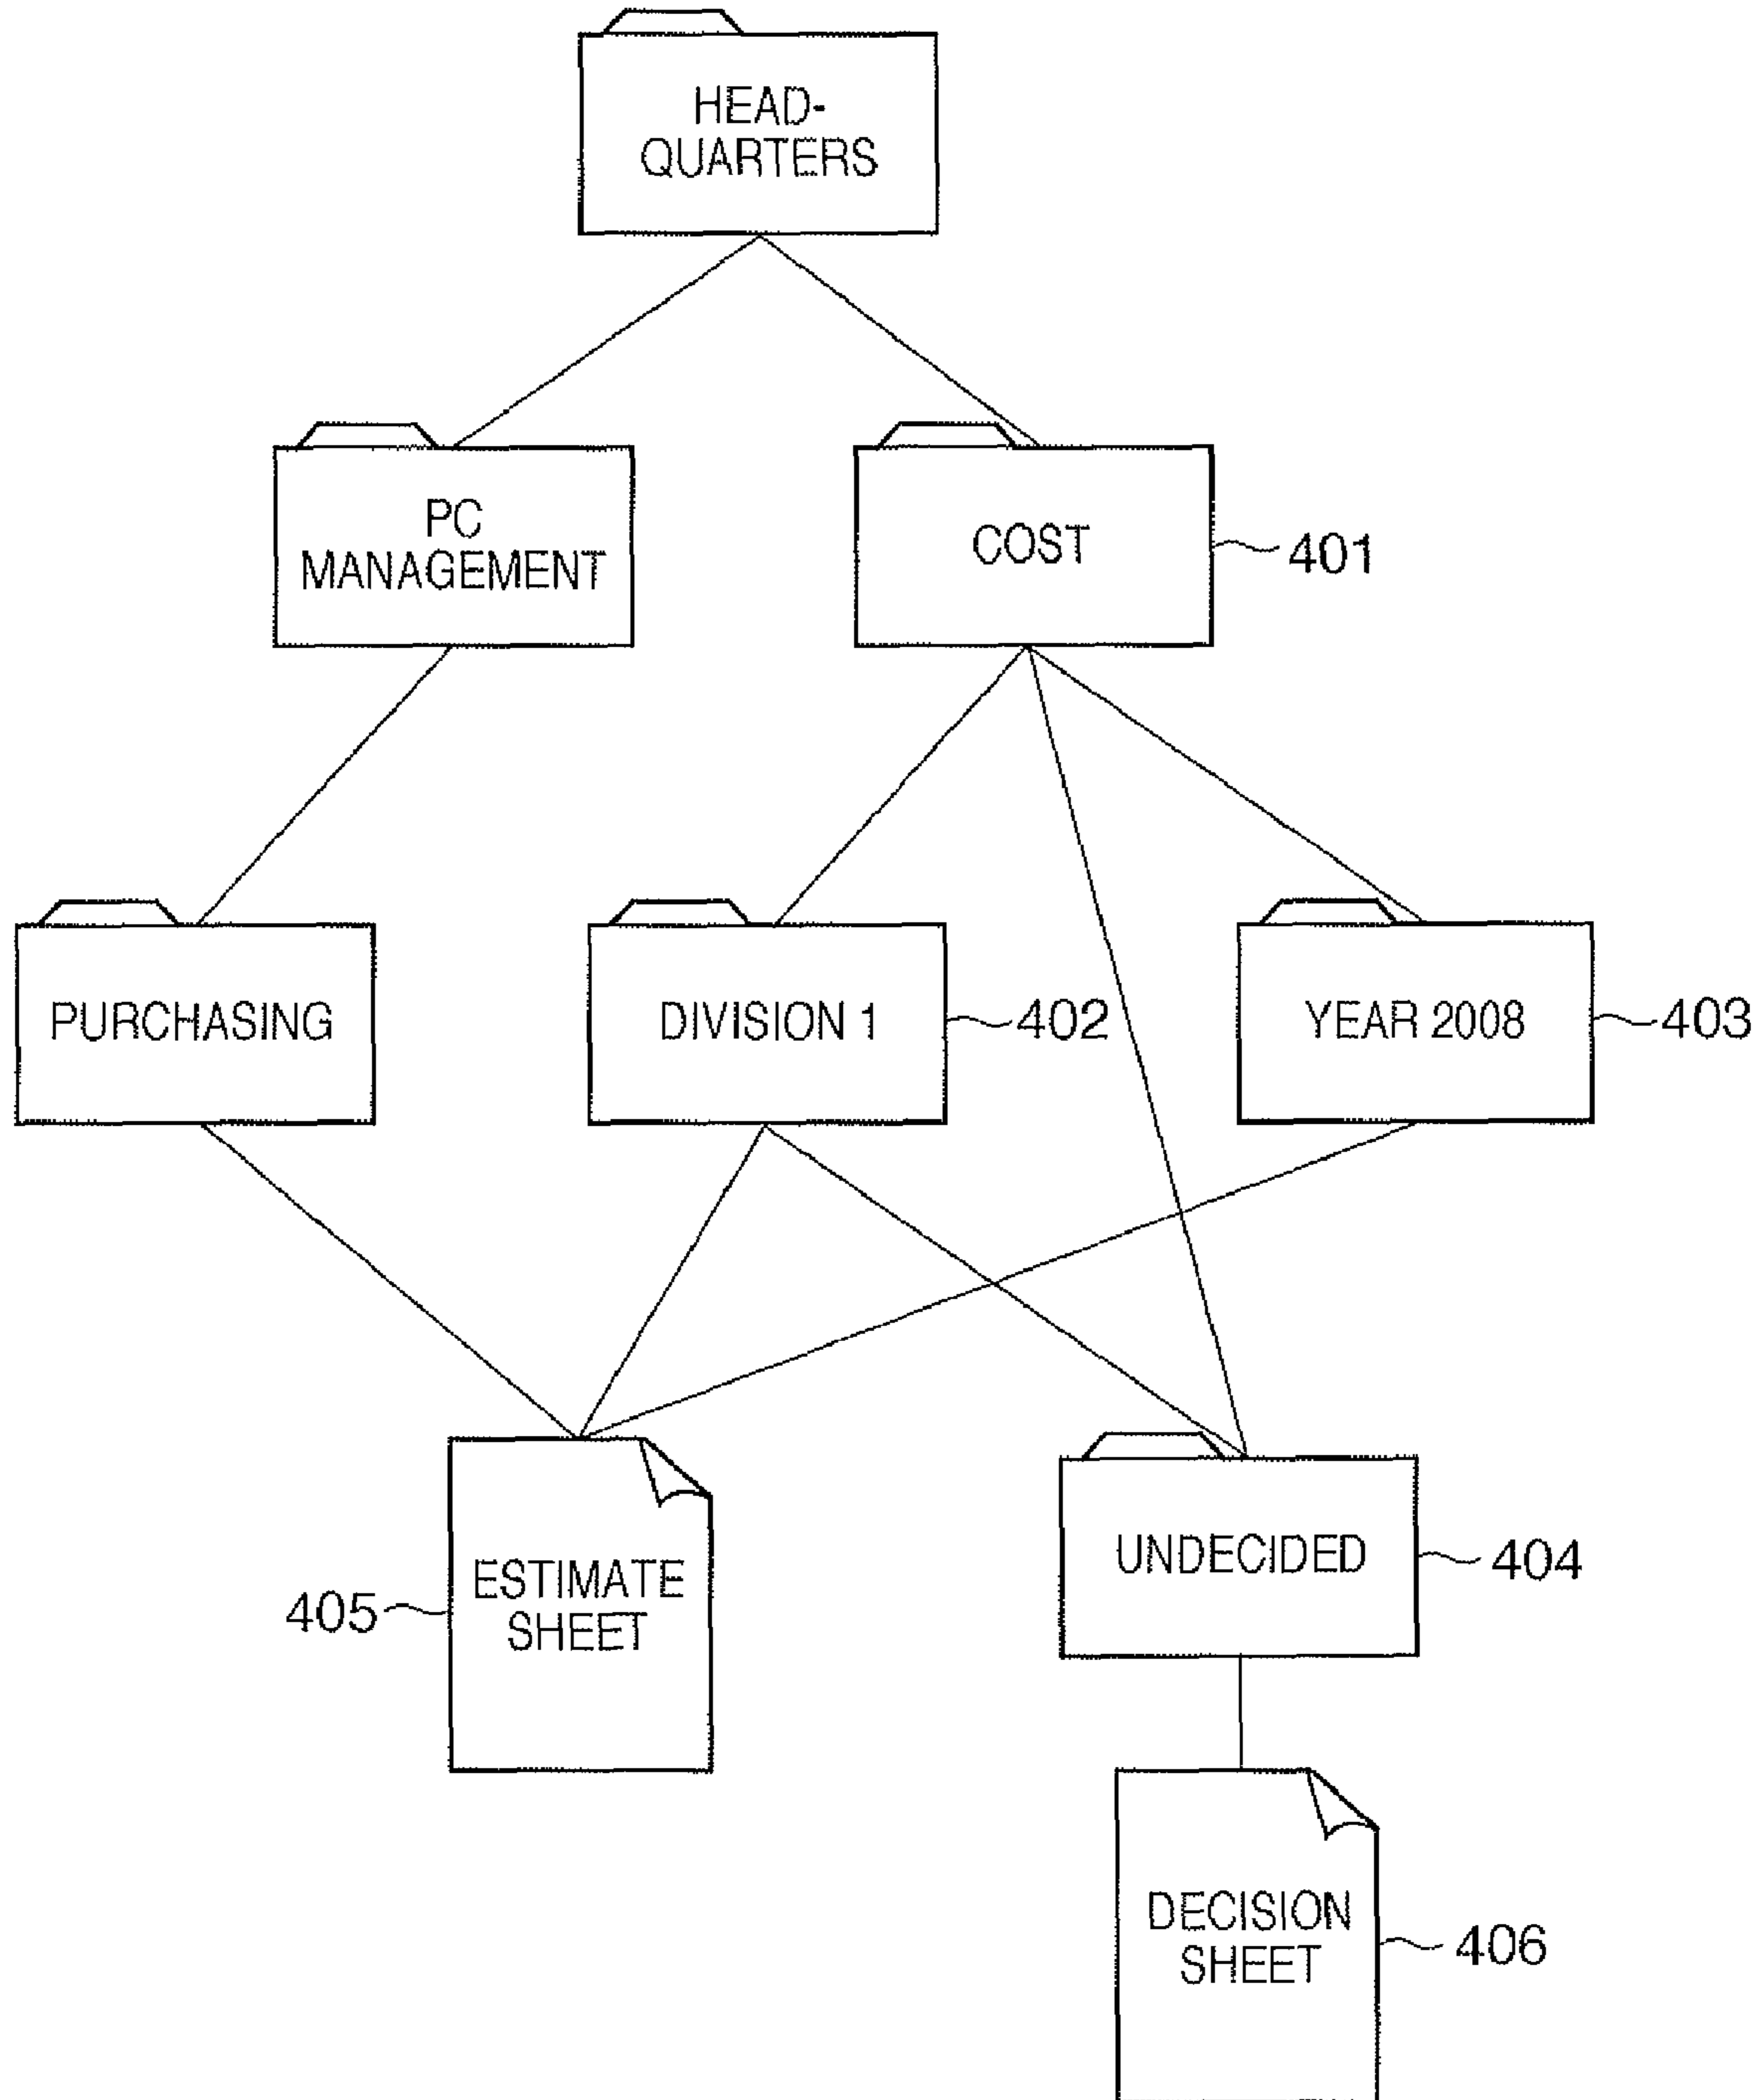 HEAD-
QUARTERS
PC
MANAGEMENT
COST
401
PURCHASING
DIVISION 1
402
YEAR 2008
403
405
ESTIMATE
SHEET
UNDECIDED
404
DECISION
SHEET
406